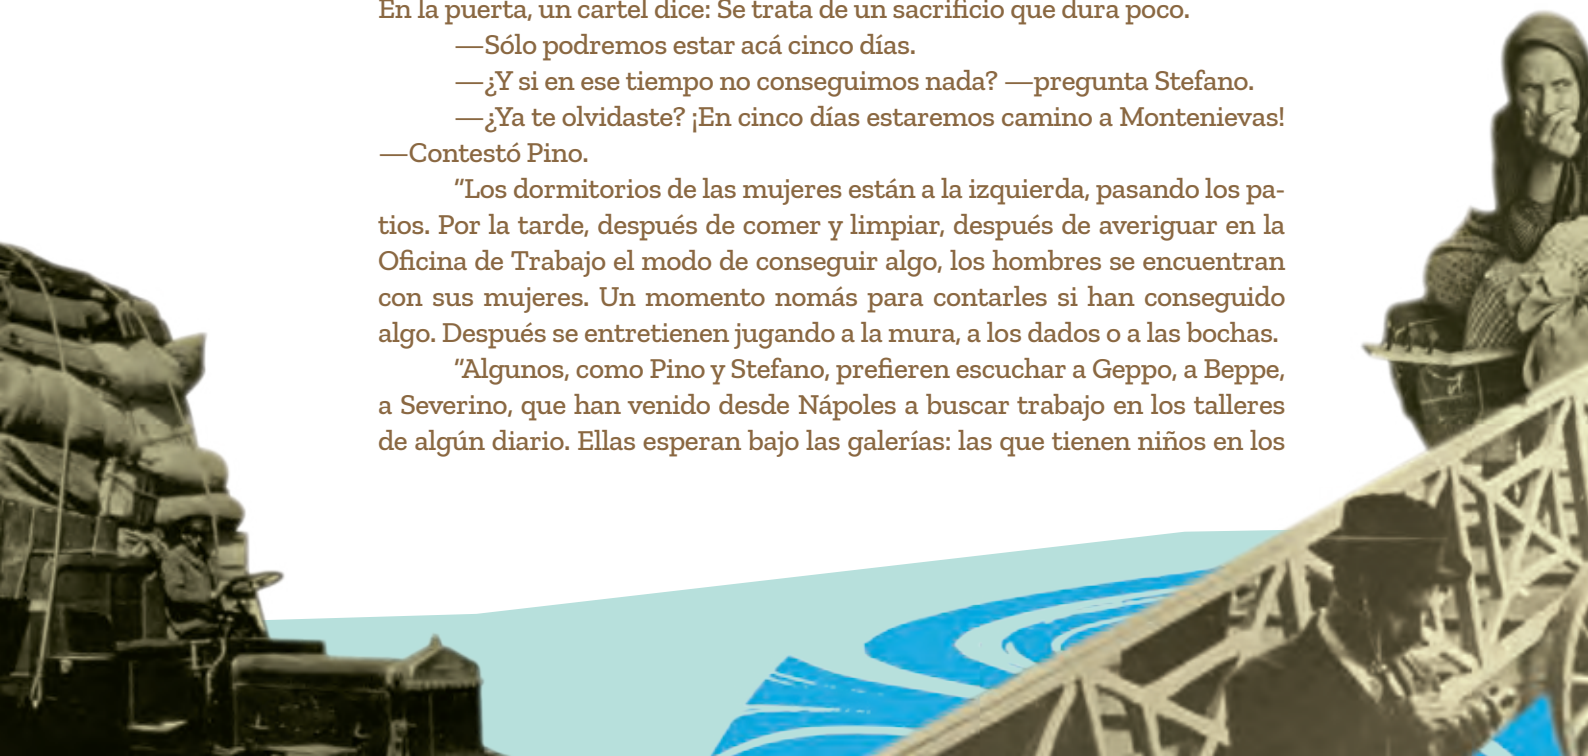 En la puerta, un cartel dice: Se trata de un sacrificio que dura poco.
—Sólo podremos estar acá cinco días.
—¿Y si en ese tiempo no conseguimos nada? —pregunta Stefano.
—¿Ya te olvidaste? ¡En cinco días estaremos camino a Montenievas!
—Contestó Pino.
“Los dormitorios de las mujeres están a la izquierda, pasando los pa-
tios. Por la tarde, después de comer y limpiar, después de averiguar en la
Oficina de Trabajo el modo de conseguir algo, los hombres se encuentran
con sus mujeres. Un momento nomás para contarles si han conseguido
algo. Después se entretienen jugando a la mura, a los dados o a las bochas.
“Algunos, como Pino y Stefano, prefieren escuchar a Geppo, a Beppe,
a Severino, que han venido desde Nápoles a buscar trabajo en los talleres
de algún diario. Ellas esperan bajo las galerías: las que tienen niños en los